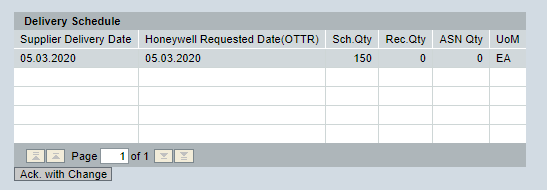 Delivery Schedule
Supplier Delivery Date Honeywell Requested Date(OTTR) Sch.Qty Rec.Qty ASN Qty UoM
05.03.2020 05.03.2020 150 0 0 EA
Page 1 of 1
Ack. with Change